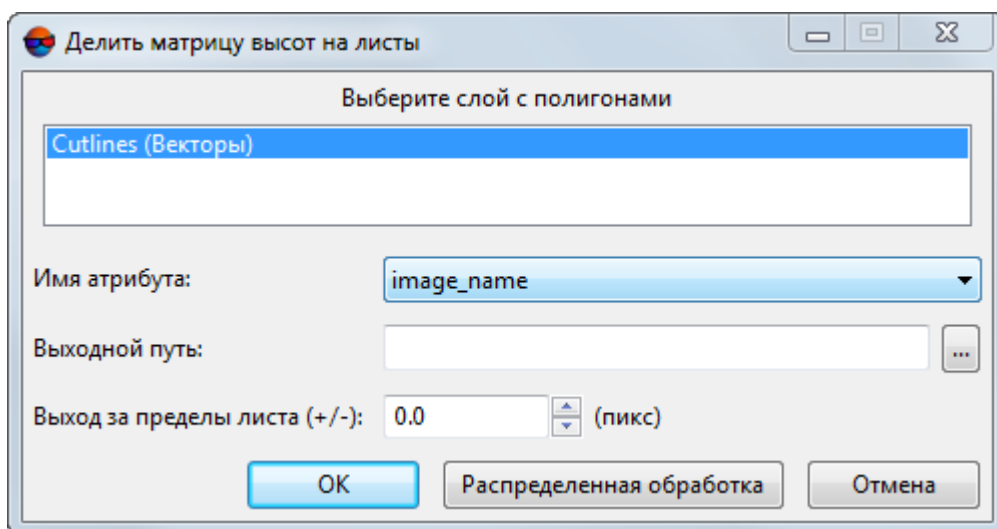 Делить матрицу высот на листы
Выберите слой с полигонами
Cutlines (Векторы)
Имя атрибута: image_name
Выходной путь: ...
Выход за пределы листа (+/-): 0.0 (пикс)
OK Распределенная обработка Отмена